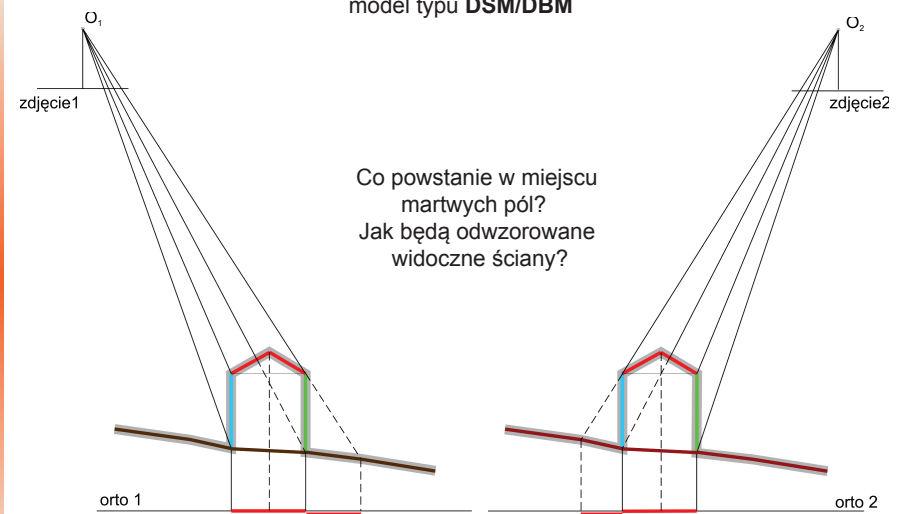 model typu DSM/DBM
O₁
O₂
zdjęcie1
zdjęcie2
Co powstanie w miejscu
martwych pól?
Jak będą odwzorowane
widoczne ściany?
orto 1
orto 2